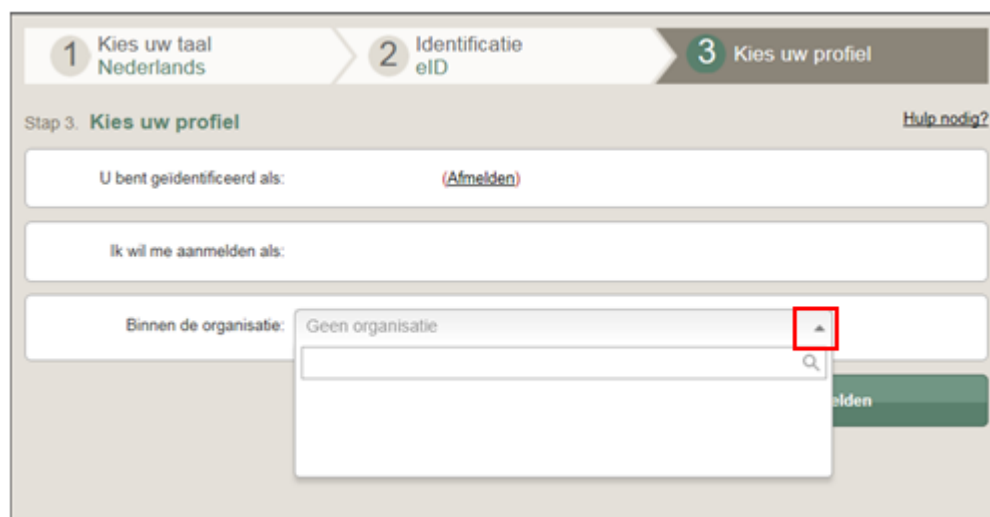 1 Kies uw taal
Nederlands
2 Identificatie
eID
3 Kies uw profiel
Stap 3. Kies uw profiel
Hulp nodig?
U bent geïdentificeerd als:
(Afmelden)
Ik wil me aanmelden als:
Binnen de organisatie:
Geen organisatie
elden